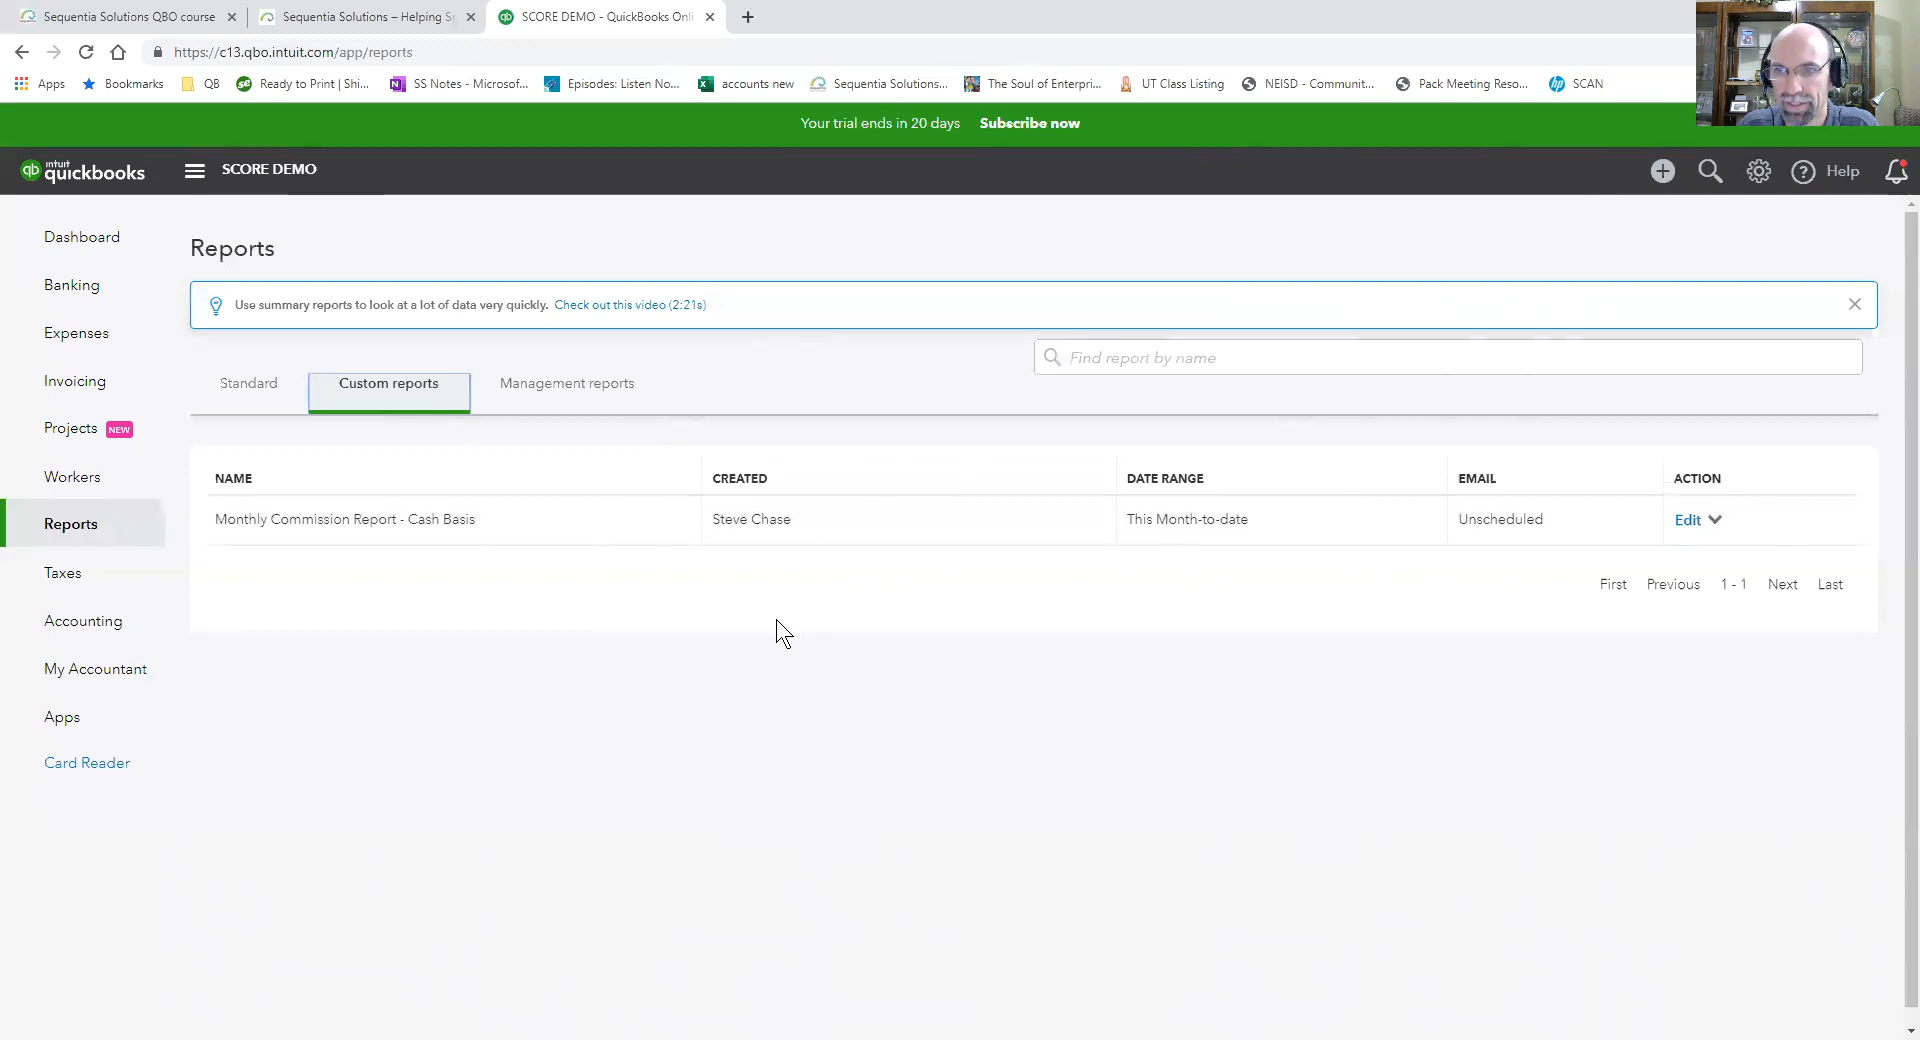 Sequentia Solutions QBO course
Sequentia Solutions – Helping S
SCORE DEMO - QuickBooks Onli
https://c13.qbo.intuit.com/app/reports
Apps
Bookmarks
QB
Ready to Print | Shi...
SS Notes - Microsof...
Episodes: Listen No...
accounts new
Sequentia Solutions...
The Soul of Enterpri...
UT Class Listing
NEISD - Communit...
Pack Meeting Reso...
SCAN
Your trial ends in 20 days Subscribe now
intuit
quickbooks
SCORE DEMO
Help
Dashboard
Banking
Expenses
Invoicing
Projects NEW
Workers
Reports
Taxes
Accounting
My Accountant
Apps
Card Reader
Reports
Use summary reports to look at a lot of data very quickly. Check out this video (2:21s)
Find report by name
Standard
Custom reports
Management reports
NAME CREATED DATE RANGE EMAIL ACTION
Monthly Commission Report - Cash Basis Steve Chase This Month-to-date Unscheduled Edit
First Previous 1 - 1 Next Last